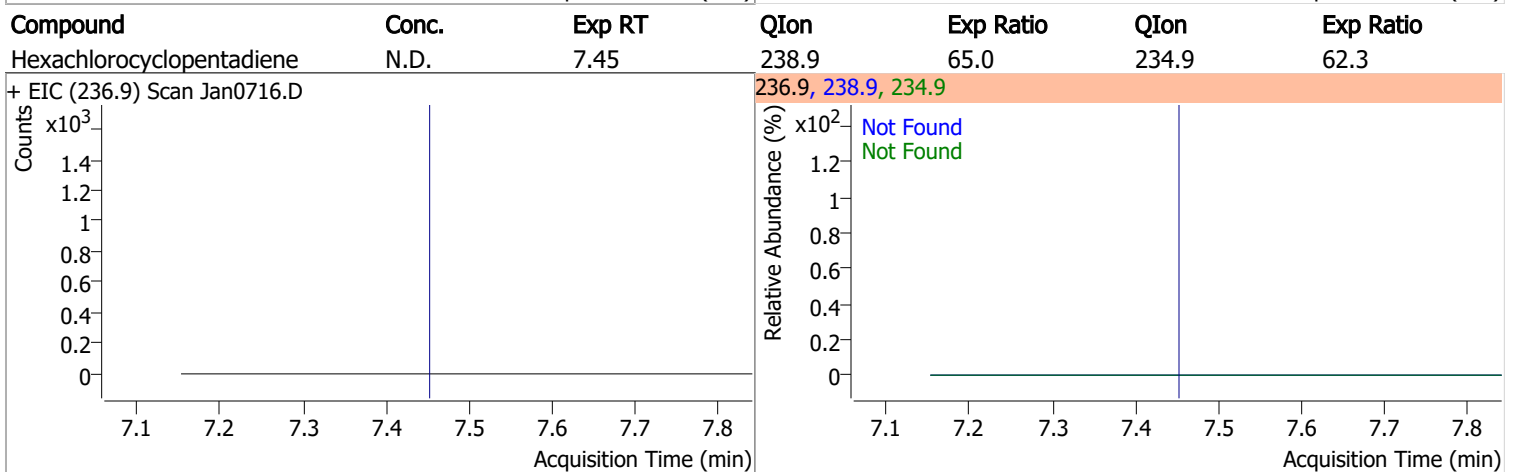 Compound Conc. Exp RT QIon Exp Ratio QIon Exp Ratio
Hexachlorocyclopentadiene N.D. 7.45 238.9 65.0 234.9 62.3
+ EIC (236.9) Scan Jan0716.D
Counts
x10³
1.4
1.2
1
0.8
0.6
0.4
0.2
0
7.1 7.2 7.3 7.4 7.5 7.6 7.7 7.8
Acquisition Time (min)
236.9, 238.9, 234.9
Relative Abundance (%)
x10²
Not Found
Not Found
1.2
1
0.8
0.6
0.4
0.2
0
7.1 7.2 7.3 7.4 7.5 7.6 7.7 7.8
Acquisition Time (min)